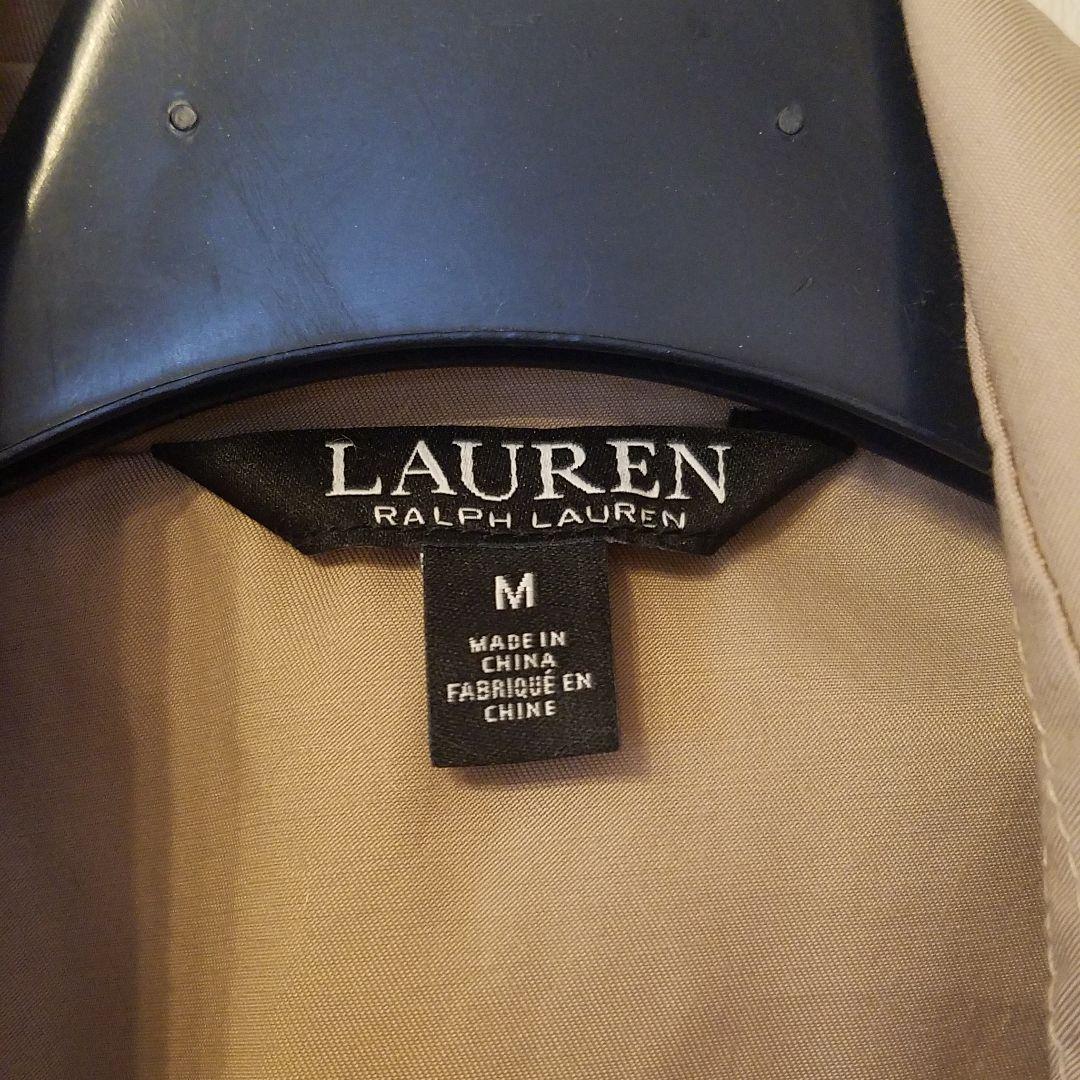 LAUREN
RALPH LAUREN
M
MADE IN
CHINA
FABRIQUÉ EN
CHINE